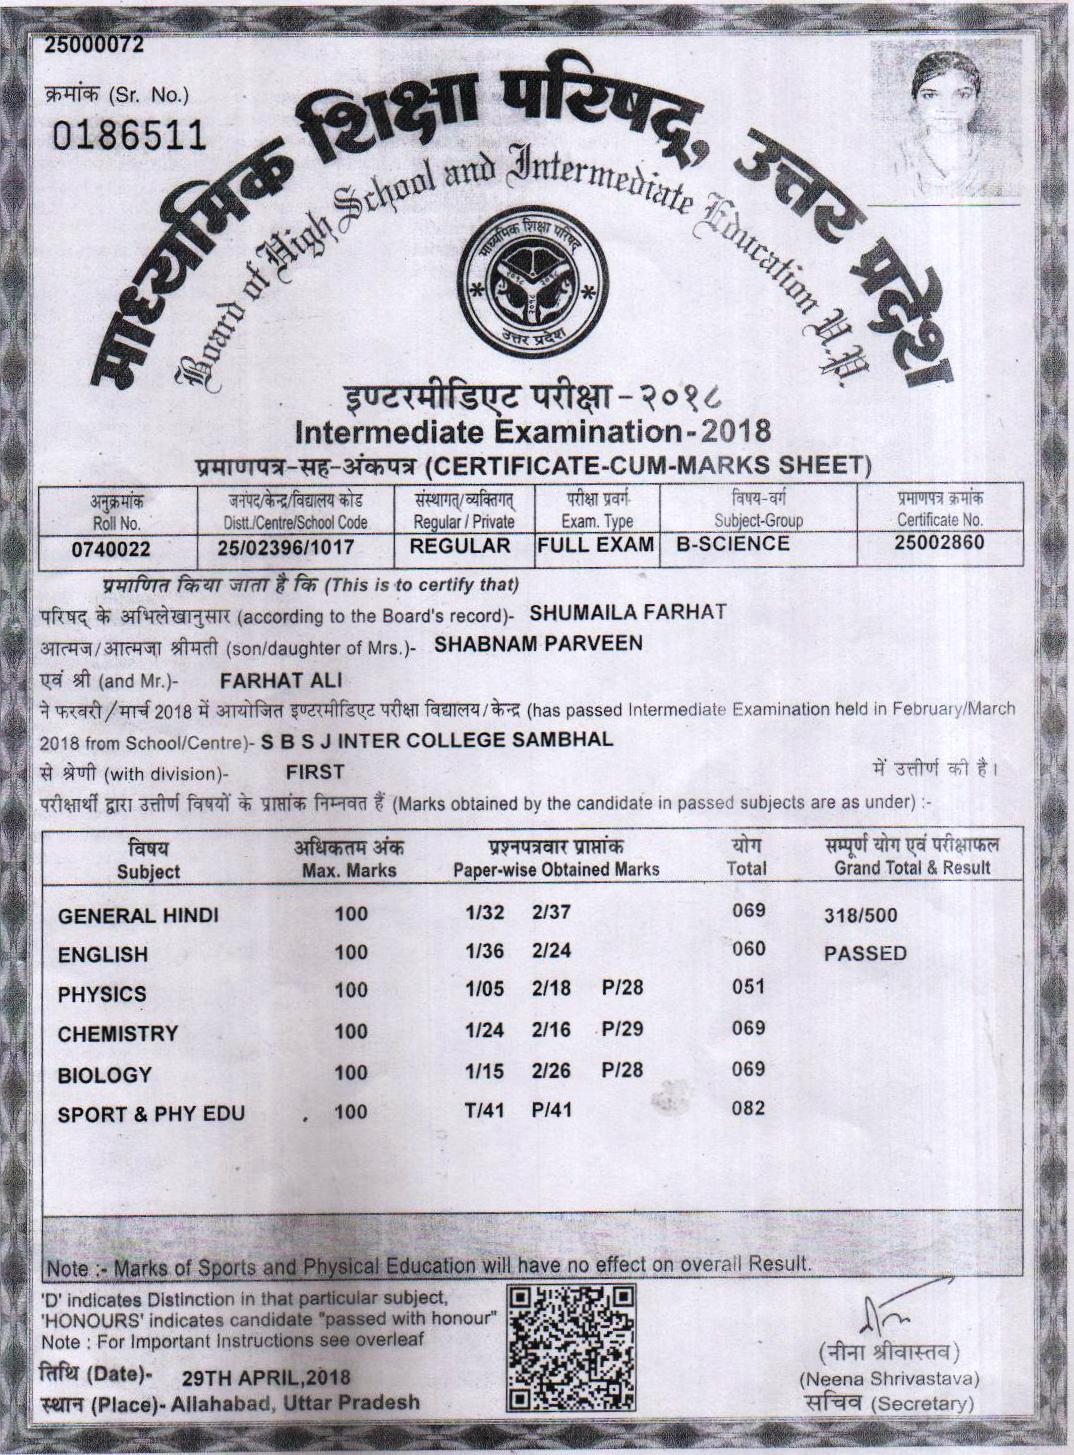 25000072
क्रमांक (Sr. No.)
0186511
माध्यमिक शिक्षा परिषद्, उत्तर प्रदेश
Board of High School and Intermediate Education U.P.
माध्यमिक शिक्षा परिषद्
२०१८ २०१८
२०१८
उत्तर प्रदेश
इण्टरमीडिएट परीक्षा-२०१८
Intermediate Examination-2018
प्रमाणपत्र-सह-अंकपत्र (CERTIFICATE-CUM-MARKS SHEET)
अनुक्रमांक जनपद/केन्द्र/विद्यालय कोड संस्थागत्/व्यक्तिगत् परीक्षा प्रवर्ग विषय-वर्ग प्रमाणपत्र क्रमांक
Roll No. Distt./Centre/School Code Regular / Private Exam. Type Subject-Group Certificate No.
0740022 25/02396/1017 REGULAR FULL EXAM B-SCIENCE 25002860
प्रमाणित किया जाता है कि (This is to certify that)
परिषद् के अभिलेखानुसार (according to the Board's record)- SHUMAILA FARHAT
आत्मज/आत्मजा श्रीमती (son/daughter of Mrs.)- SHABNAM PARVEEN
एवं श्री (and Mr.)- FARHAT ALI
ने फरवरी/मार्च 2018 में आयोजित इण्टरमीडिएट परीक्षा विद्यालय/केन्द्र (has passed Intermediate Examination held in February/March
2018 from School/Centre)- S B S J INTER COLLEGE SAMBHAL
से श्रेणी (with division)- FIRST में उत्तीर्ण की है।
परीक्षार्थी द्वारा उत्तीर्ण विषयों के प्राप्तांक निम्नवत हैं (Marks obtained by the candidate in passed subjects are as under) :-
विषय अधिकतम अंक प्रश्नपत्रवार प्राप्तांक योग सम्पूर्ण योग एवं परीक्षाफल
Subject Max. Marks Paper-wise Obtained Marks Total Grand Total & Result
GENERAL HINDI 100 1/32 2/37 069 318/500
ENGLISH 100 1/36 2/24 060 PASSED
PHYSICS 100 1/05 2/18 P/28 051
CHEMISTRY 100 1/24 2/16 P/29 069
BIOLOGY 100 1/15 2/26 P/28 069
SPORT & PHY EDU 100 T/41 P/41 082
Note :- Marks of Sports and Physical Education will have no effect on overall Result.
'D' indicates Distinction in that particular subject,
'HONOURS' indicates candidate "passed with honour"
Note : For Important Instructions see overleaf
तिथि (Date)- 29TH APRIL,2018
स्थान (Place)- Allahabad, Uttar Pradesh
(नीना श्रीवास्तव)
(Neena Shrivastava)
सचिव (Secretary)